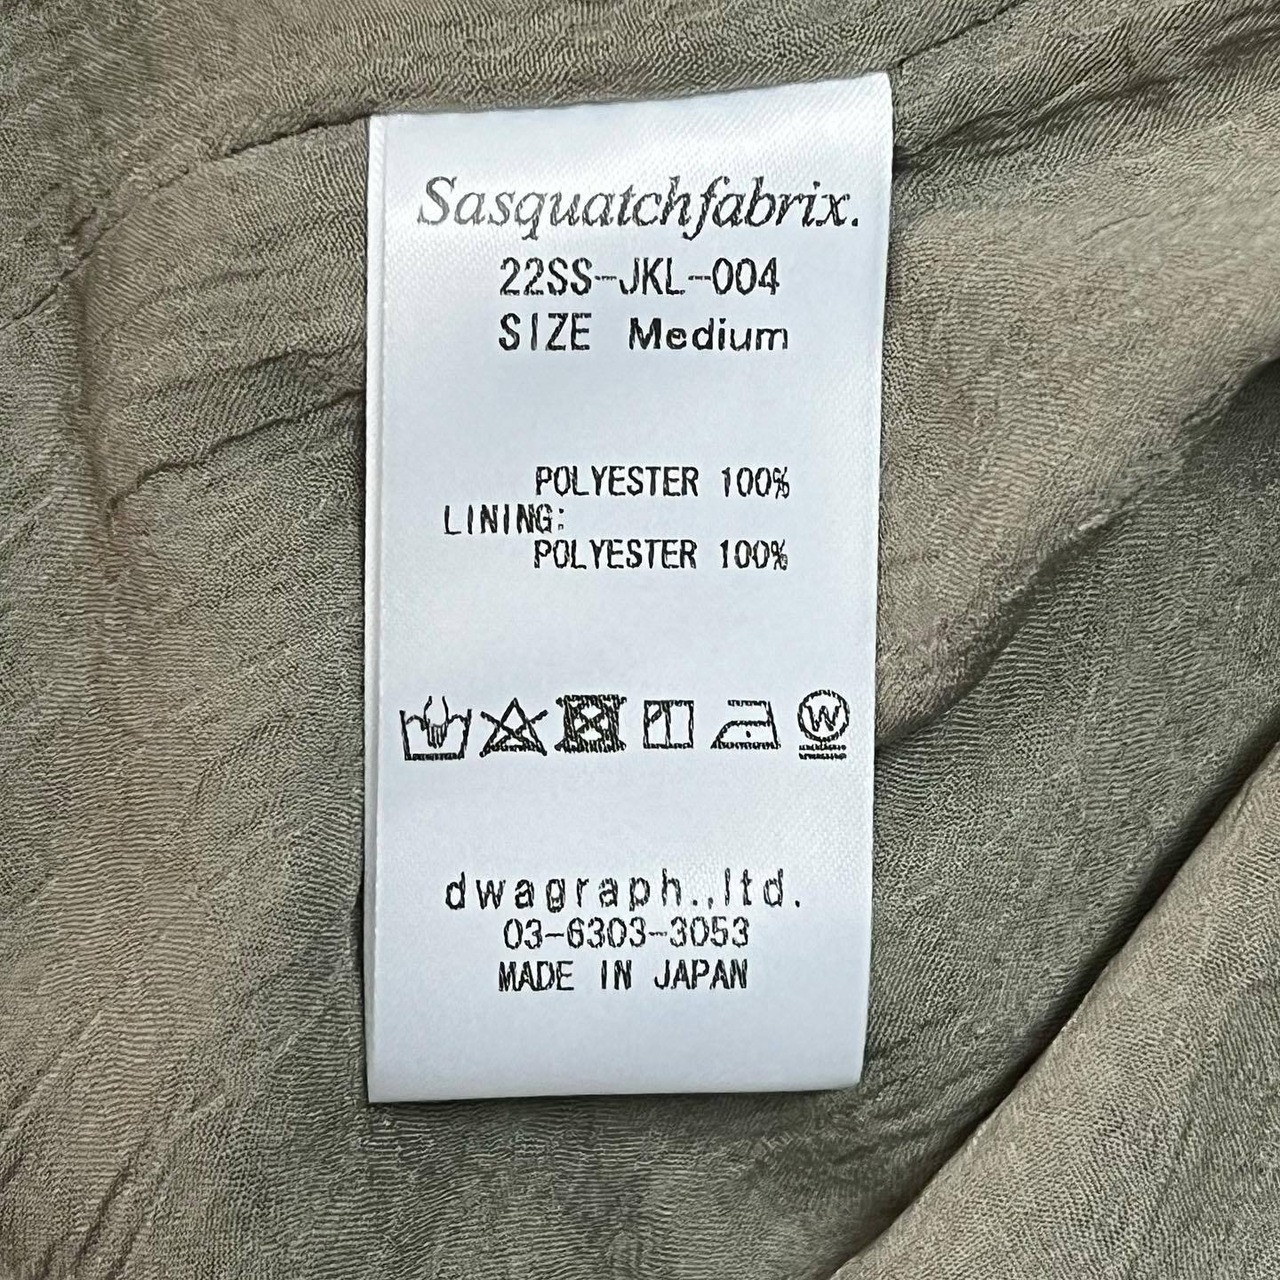 Sasquatchfabrix.
22SS-JKL-004
SIZE Medium
POLYESTER 100%
LINING:
POLYESTER 100%
W
dwagraph.,ltd.
03-6303-3053
MADE IN JAPAN